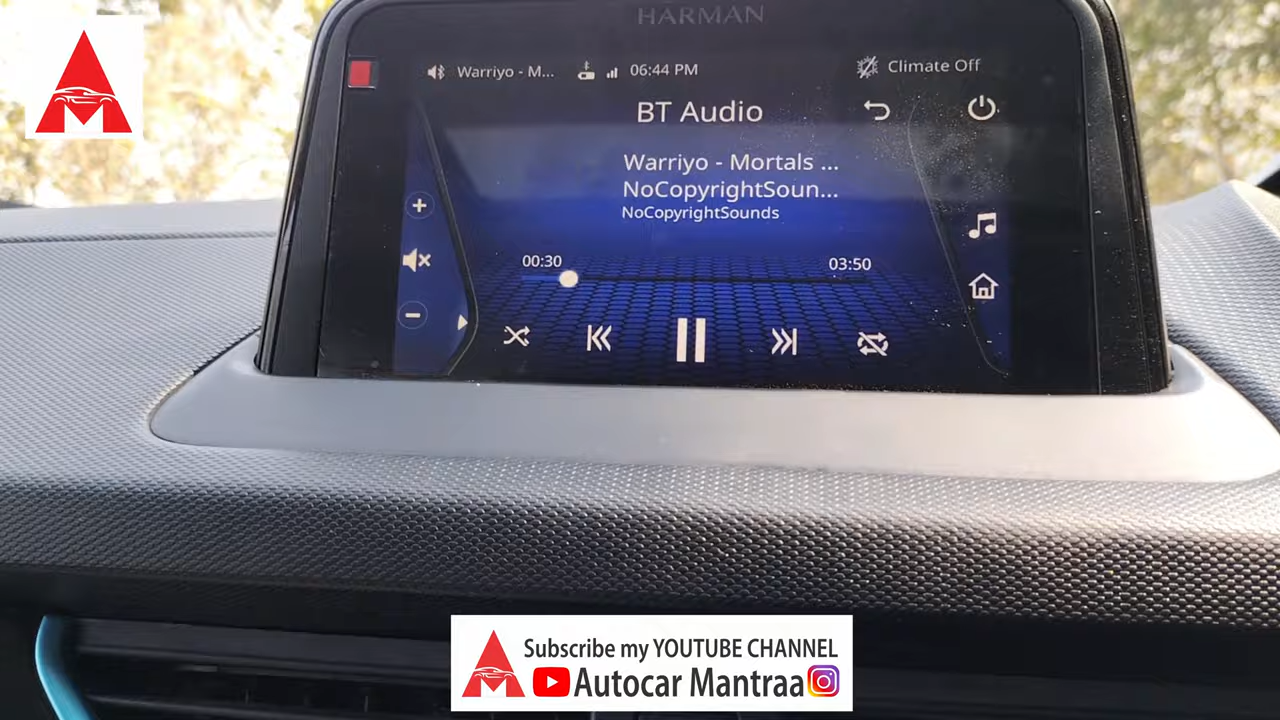 HARMAN
Warriyo - M... 06:44 PM Climate Off
BT Audio
Warriyo - Mortals ...
NoCopyrightSoun...
NoCopyrightSounds
00:30 03:50
Subscribe my YOUTUBE CHANNEL
Autocar Mantraa